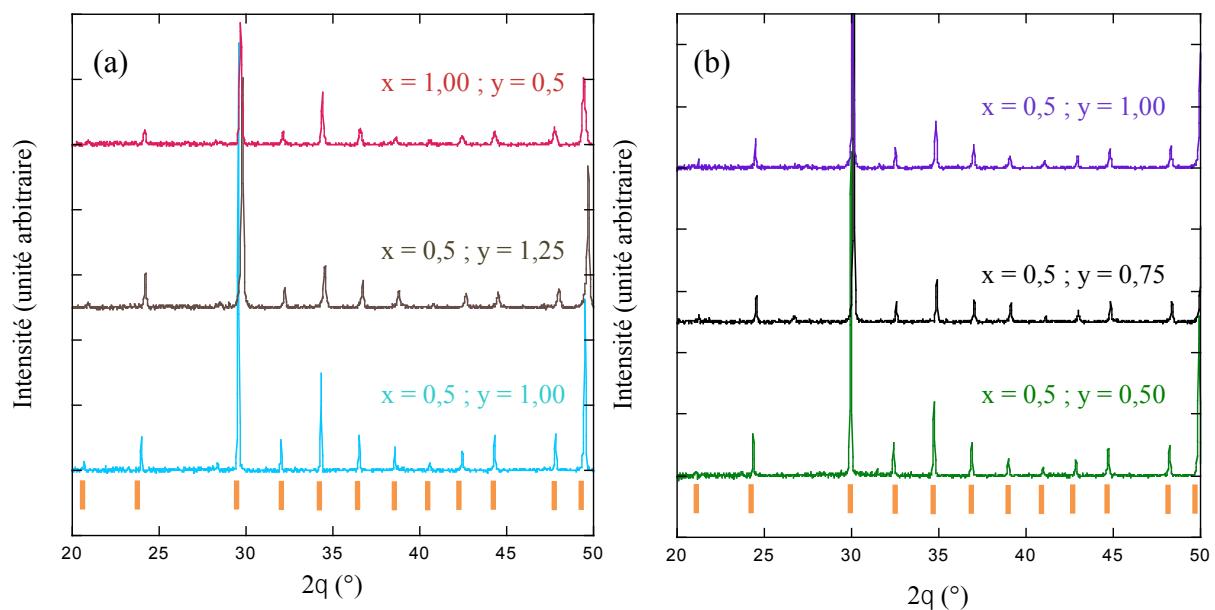 (a)
x = 1,00 ; y = 0,5
x = 0,5 ; y = 1,25
x = 0,5 ; y = 1,00
Intensité (unité arbitraire)
20 25 30 35 40 45 50
2q (°)
(b)
x = 0,5 ; y = 1,00
x = 0,5 ; y = 0,75
x = 0,5 ; y = 0,50
Intensité (unité arbitraire)
20 25 30 35 40 45 50
2q (°)